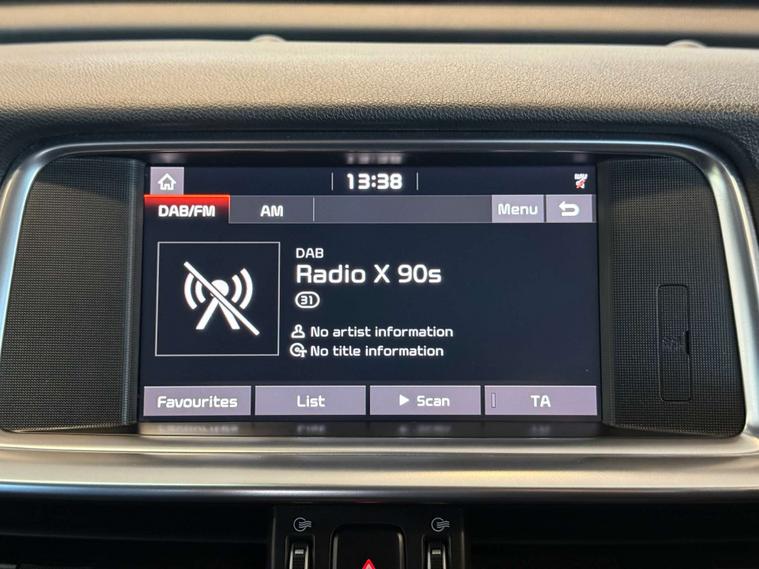 13:38
DAB/FM
AM
Menu
DAB
Radio X 90s
31
No artist information
No title information
Favourites
List
Scan
TA